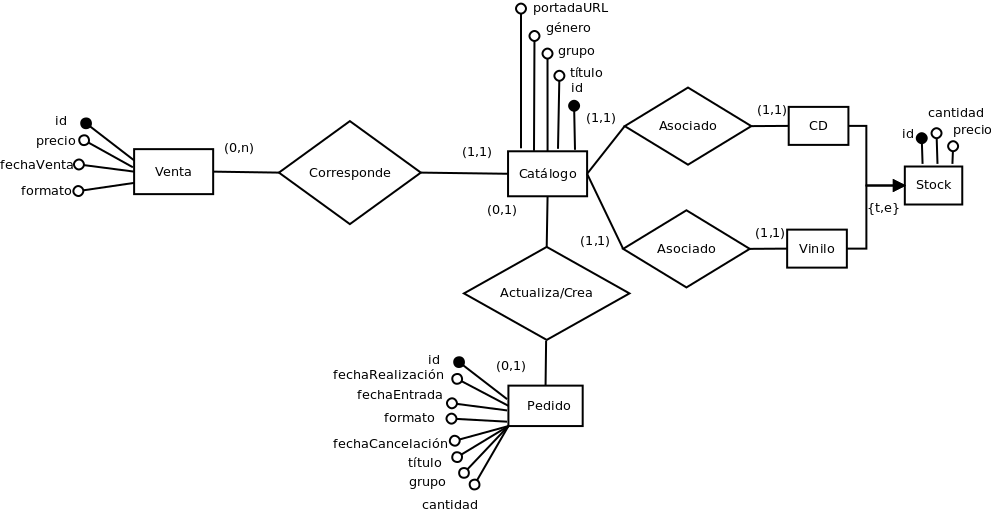 portadaURL
género
grupo
título
id
id
precio
fechaVenta
formato
Venta
(0,n)
Corresponde
(1,1)
Catálogo
(0,1)
(1,1)
Asociado
(1,1)
CD
(1,1)
Asociado
(1,1)
Vinilo
cantidad
id
precio
Stock
{t,e}
Actualiza/Crea
(0,1)
id
fechaRealización
fechaEntrada
formato
fechaCancelación
título
grupo
cantidad
Pedido